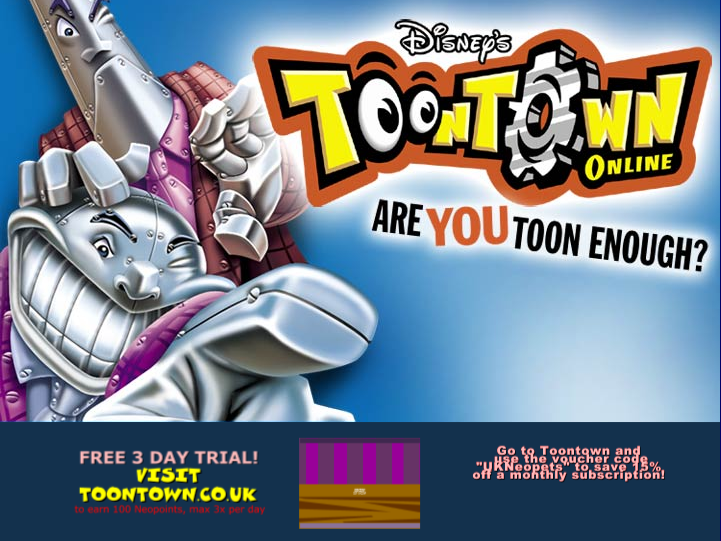 Disney's
TOONTOWN
ONLINE
ARE YOU TOON ENOUGH?
FREE 3 DAY TRIAL!
VISIT
TOONTOWN.CO.UK
to earn 100 Neopoints, max 3x per day
Go to Toontown and
use the voucher code
"UKNeopets" to save 15%
off a monthly subscription!